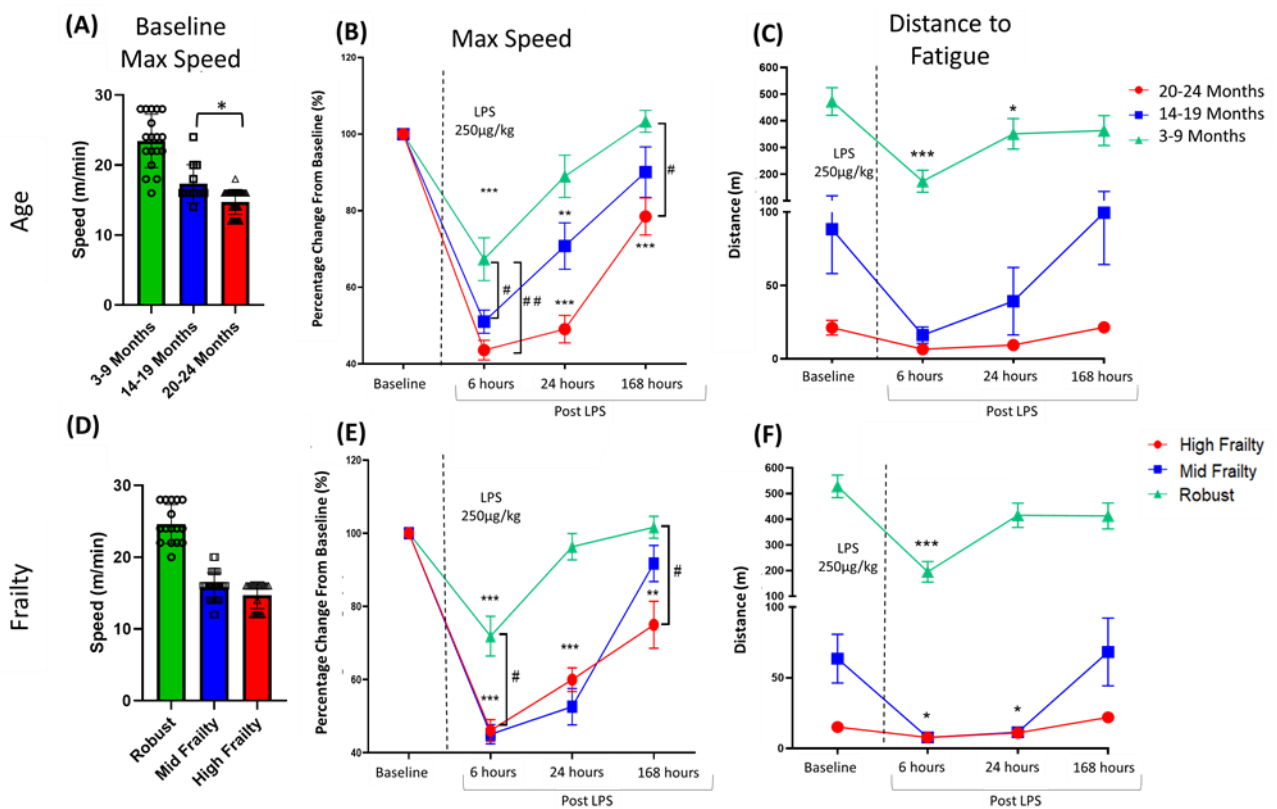 (A)
Baseline
Max Speed
Age
Speed (m/min)
30
20
10
0
*
3-9 Months
14-19 Months
20-24 Months
(B)
Max Speed
Percentage Change From Baseline (%)
120
100
80
60
40
LPS
250µg/kg
***
**
***
***
#
##
#
Baseline
6 hours
24 hours
168 hours
Post LPS
(C)
Distance to
Fatigue
Distance (m)
600
500
400
300
200
100
100
50
0
LPS
250µg/kg
***
*
Baseline
6 hours
24 hours
168 hours
Post LPS
20-24 Months
14-19 Months
3-9 Months
(D)
Frailty
Speed (m/min)
30
20
10
0
Robust
Mid Frailty
High Frailty
(E)
Percentage Change From Baseline (%)
120
100
80
60
40
LPS
250µg/kg
***
***
***
**
#
#
Baseline
6 hours
24 hours
168 hours
Post LPS
(F)
Distance (m)
600
500
400
300
200
100
100
50
0
LPS
250µg/kg
***
*
*
Baseline
6 hours
24 hours
168 hours
Post LPS
High Frailty
Mid Frailty
Robust